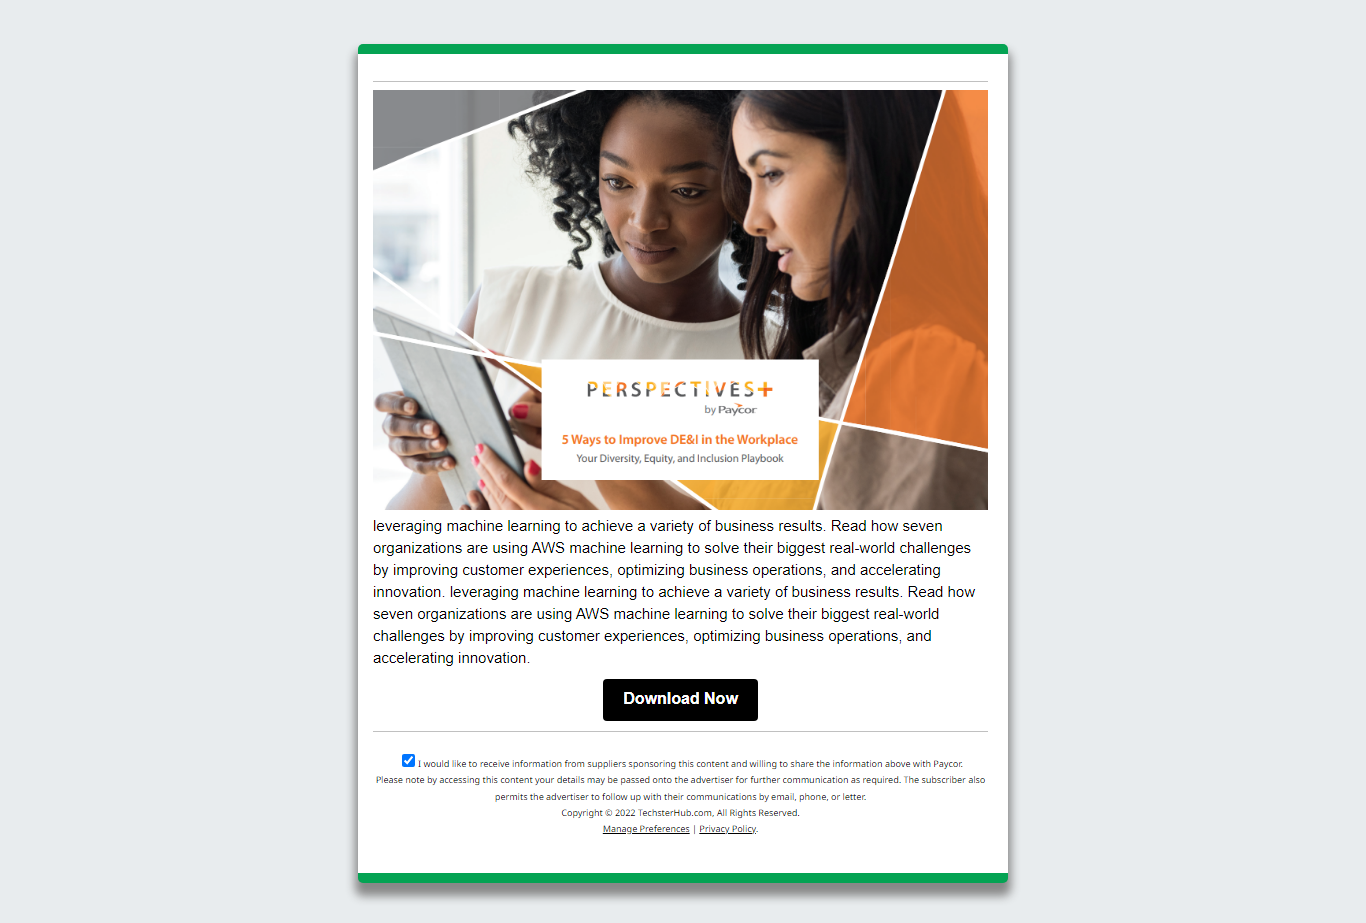 PERSPECTIVES+
by Paycor
5 Ways to Improve DE&I in the Workplace
Your Diversity, Equity, and Inclusion Playbook
leveraging machine learning to achieve a variety of business results. Read how seven
organizations are using AWS machine learning to solve their biggest real-world challenges
by improving customer experiences, optimizing business operations, and accelerating
innovation. leveraging machine learning to achieve a variety of business results. Read how
seven organizations are using AWS machine learning to solve their biggest real-world
challenges by improving customer experiences, optimizing business operations, and
accelerating innovation.
Download Now
I would like to receive information from suppliers sponsoring this content and willing to share the information above with Paycor.
Please note by accessing this content your details may be passed onto the advertiser for further communication as required. The subscriber also
permits the advertiser to follow up with their communications by email, phone, or letter.
Copyright © 2022 TechsterHub.com, All Rights Reserved.
Manage Preferences | Privacy Policy.